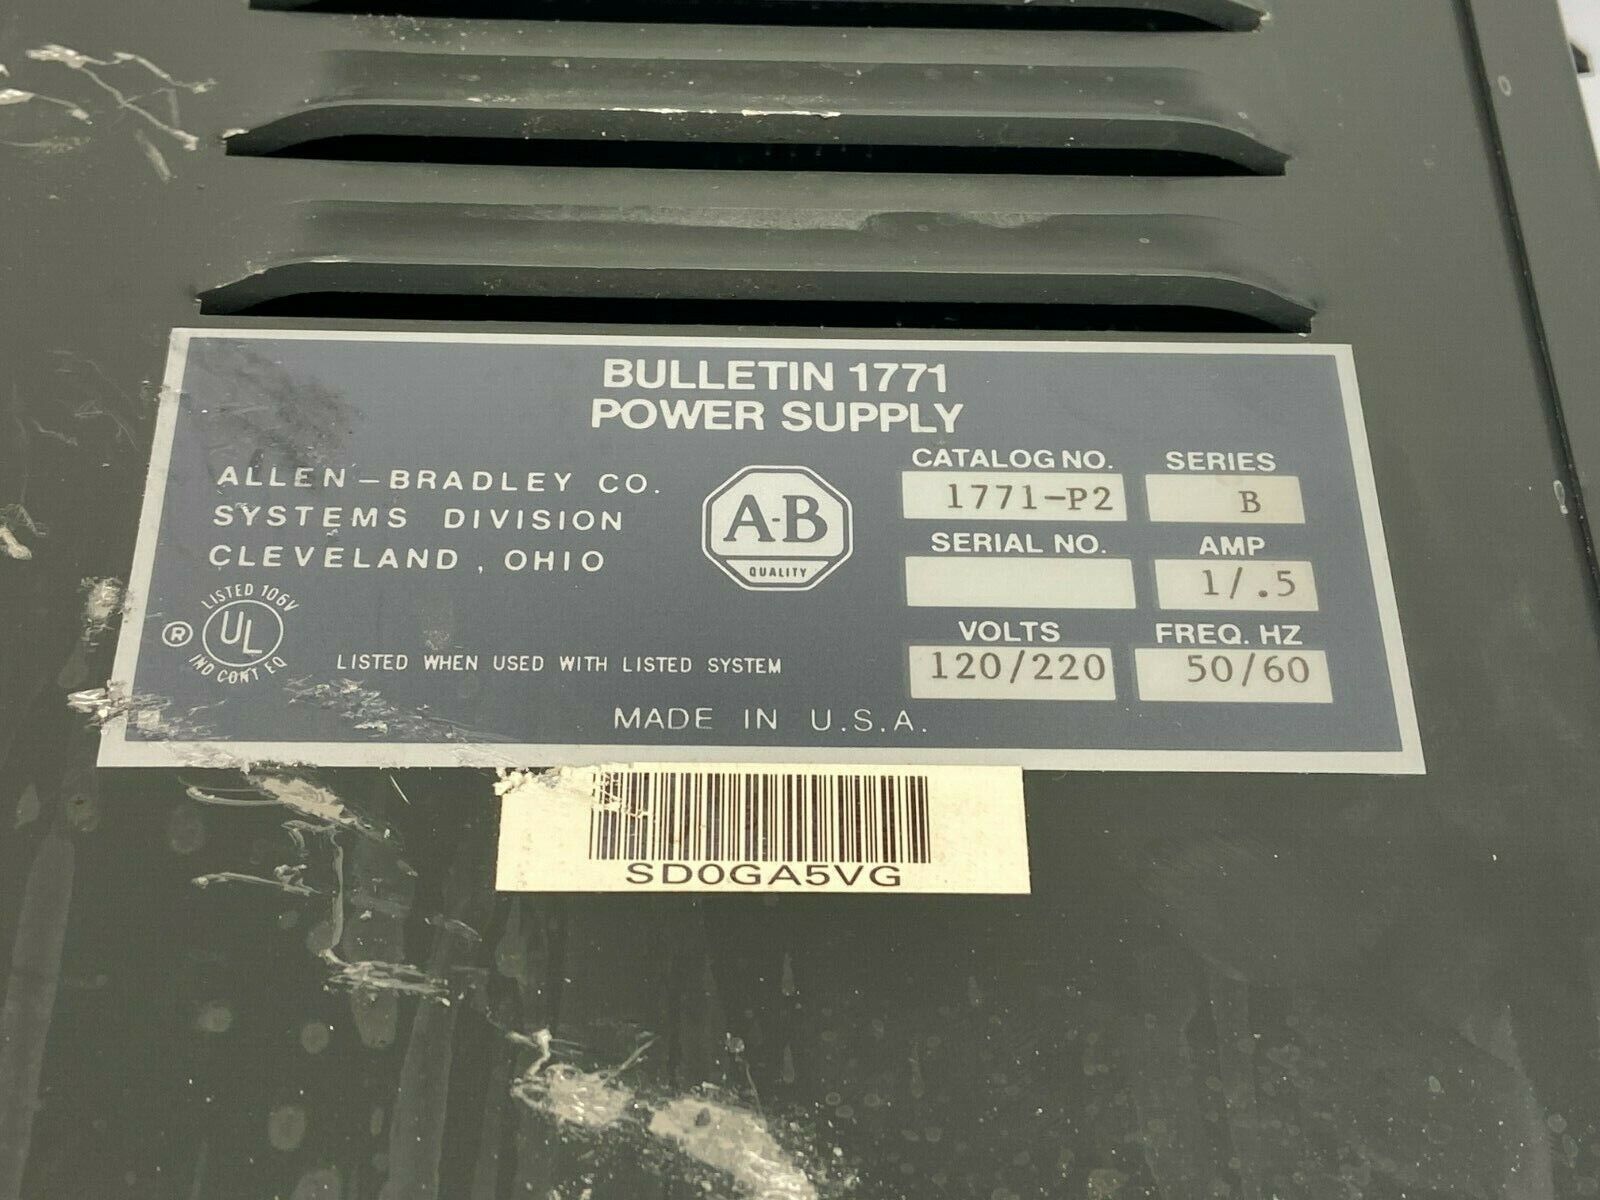 BULLETIN 1771
POWER SUPPLY
ALLEN-BRADLEY CO.
SYSTEMS DIVISION
CLEVELAND, OHIO
A-B
QUALITY
CATALOG NO. SERIES
1771-P2 B
SERIAL NO. AMP
1/.5
VOLTS FREQ. HZ
120/220 50/60
LISTED 106V
® UL
IND CONT EQ
LISTED WHEN USED WITH LISTED SYSTEM
MADE IN U.S.A.
SD0GA5VG